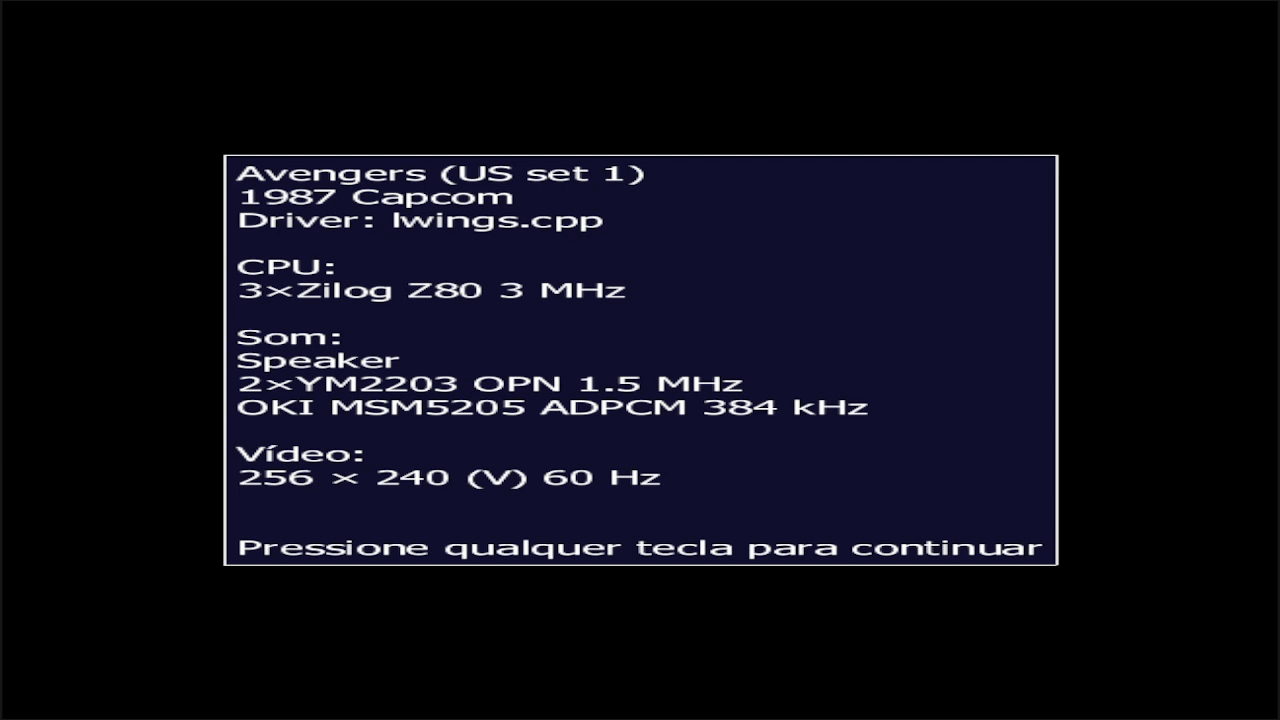 Avengers (US set 1)
1987 Capcom
Driver: lwings.cpp
CPU:
3×Zilog Z80 3 MHz
Som:
Speaker
2×YM2203 OPN 1.5 MHz
OKI MSM5205 ADPCM 384 kHz
Vídeo:
256 × 240 (V) 60 Hz
Pressione qualquer tecla para continuar